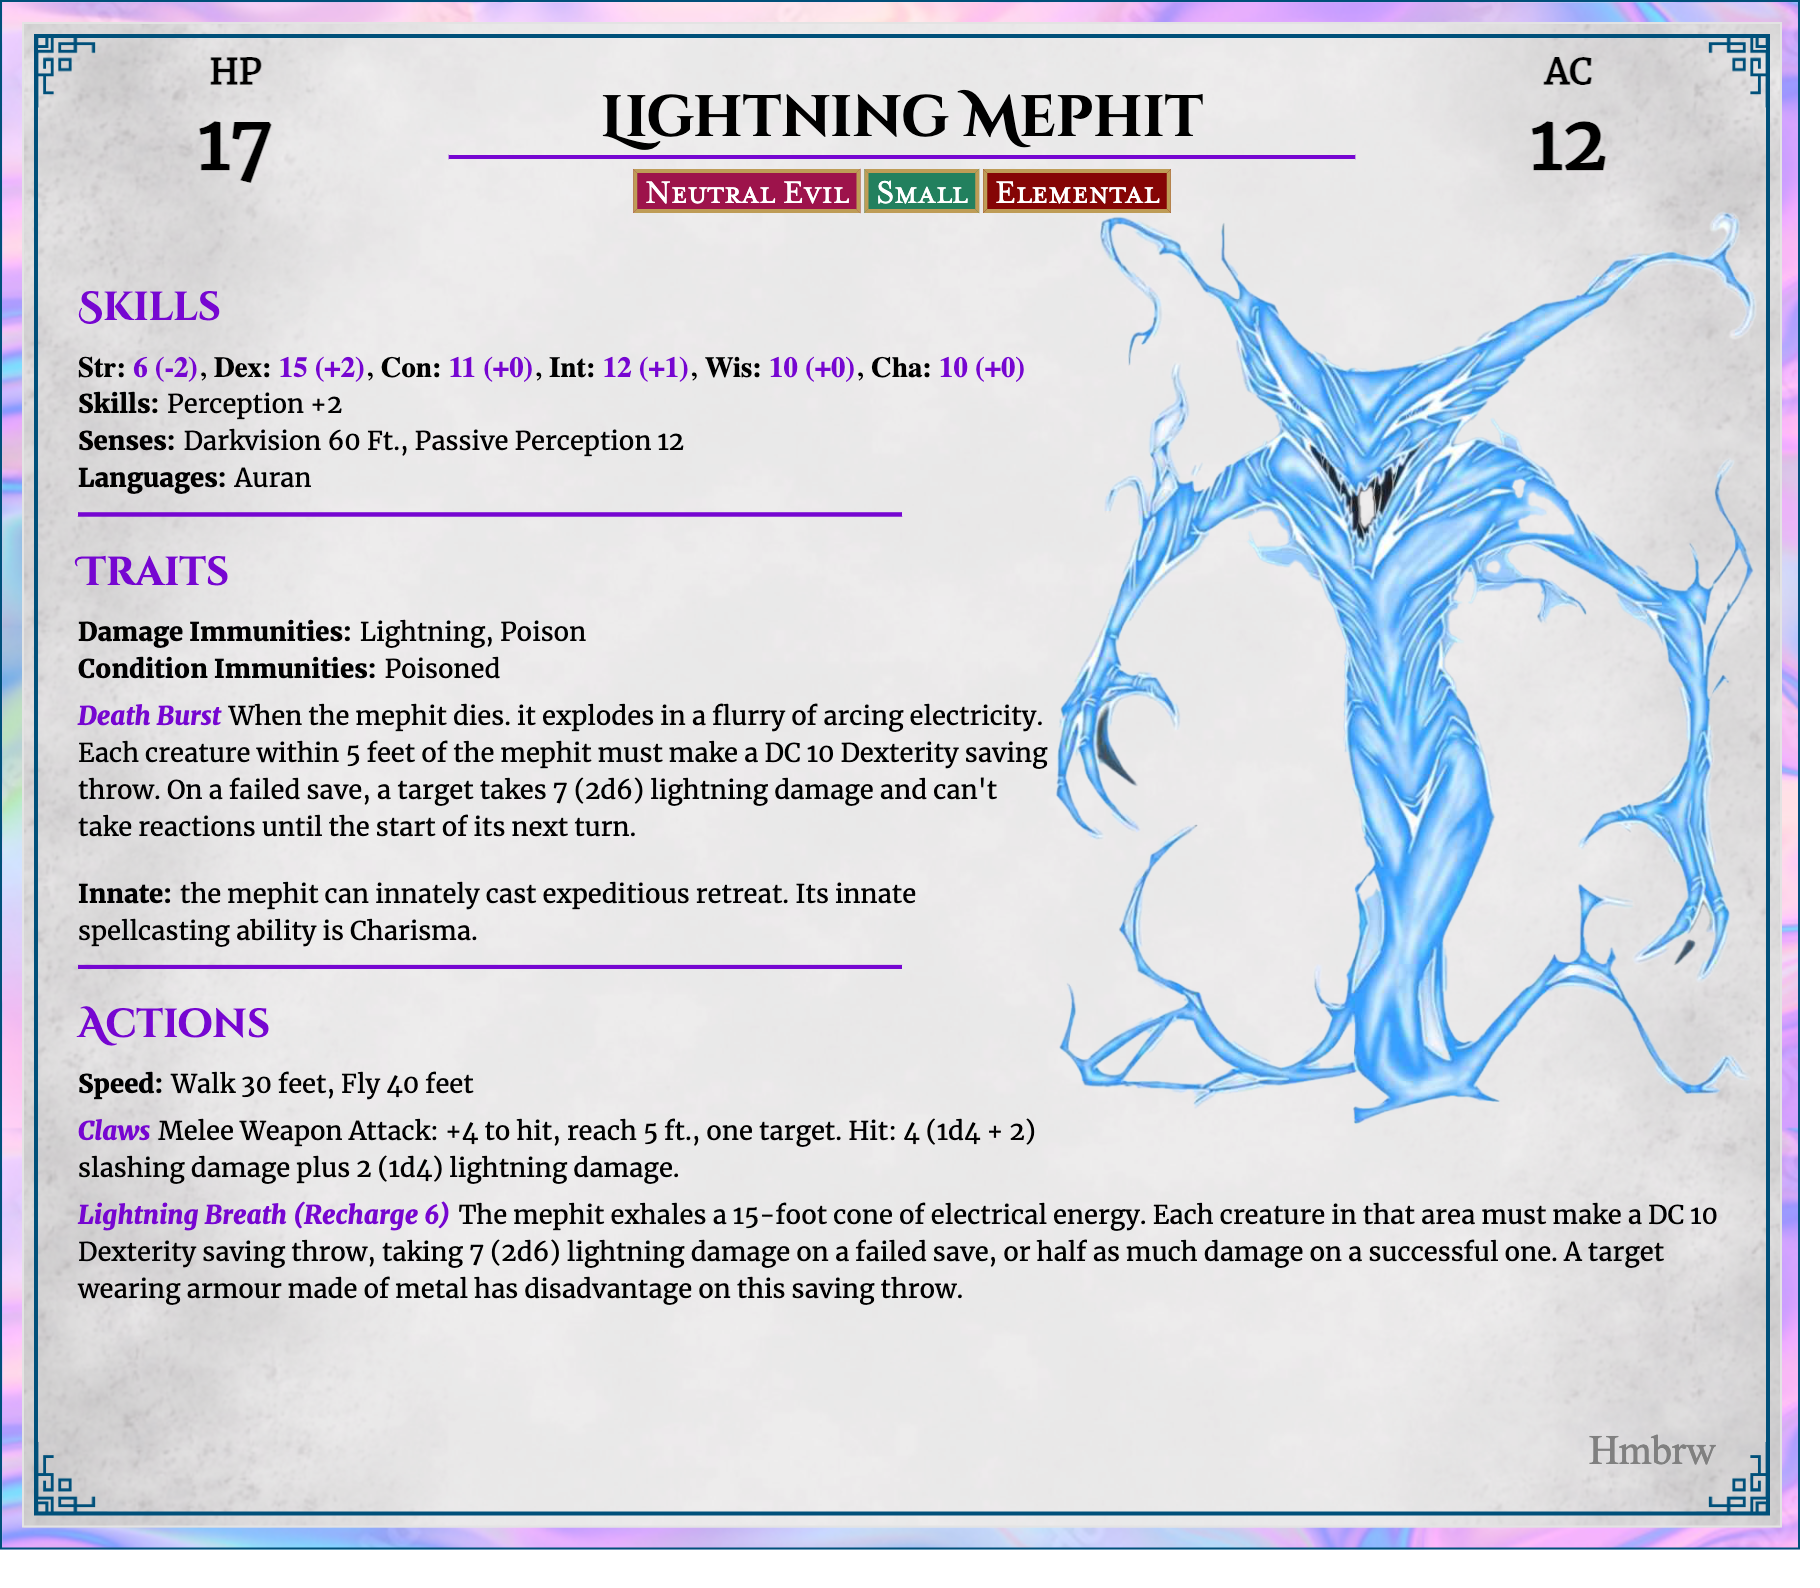 HP
17
Lightning Mephit
AC
12
Neutral Evil Small Elemental
Skills
Str: 6 (-2), Dex: 15 (+2), Con: 11 (+0), Int: 12 (+1), Wis: 10 (+0), Cha: 10 (+0)
Skills: Perception +2
Senses: Darkvision 60 Ft., Passive Perception 12
Languages: Auran
Traits
Damage Immunities: Lightning, Poison
Condition Immunities: Poisoned
Death Burst When the mephit dies. it explodes in a flurry of arcing electricity.
Each creature within 5 feet of the mephit must make a DC 10 Dexterity saving
throw. On a failed save, a target takes 7 (2d6) lightning damage and can't
take reactions until the start of its next turn.
Innate: the mephit can innately cast expeditious retreat. Its innate
spellcasting ability is Charisma.
Actions
Speed: Walk 30 feet, Fly 40 feet
Claws Melee Weapon Attack: +4 to hit, reach 5 ft., one target. Hit: 4 (1d4 + 2)
slashing damage plus 2 (1d4) lightning damage.
Lightning Breath (Recharge 6) The mephit exhales a 15-foot cone of electrical energy. Each creature in that area must make a DC 10
Dexterity saving throw, taking 7 (2d6) lightning damage on a failed save, or half as much damage on a successful one. A target
wearing armour made of metal has disadvantage on this saving throw.
Hmbrw